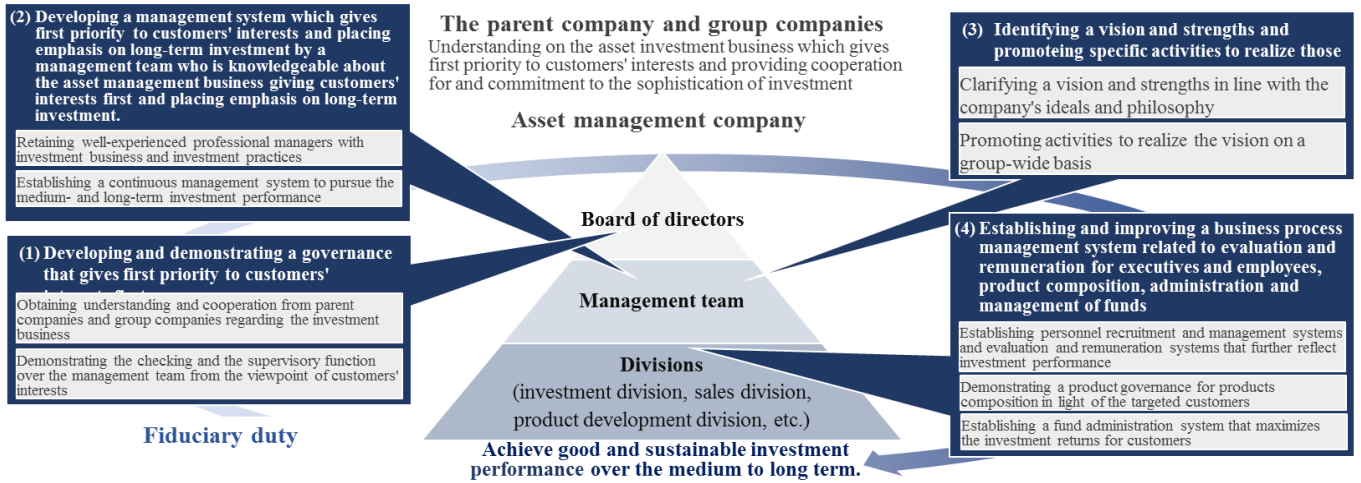 (2) Developing a management system which gives
first priority to customers' interests and placing
emphasis on long-term investment by a
management team who is knowledgeable about
the asset management business giving customers'
interests first and placing emphasis on long-term
investment.
Retaining well-experienced professional managers with
investment business and investment practices
Establishing a continuous management system to pursue the
medium- and long-term investment performance
(1) Developing and demonstrating a governance
that gives first priority to customers'
Obtaining understanding and cooperation from parent
companies and group companies regarding the investment
business
Demonstrating the checking and the supervisory function
over the management team from the viewpoint of customers'
interests
Fiduciary duty
The parent company and group companies
Understanding on the asset investment business which gives
first priority to customers' interests and providing cooperation
for and commitment to the sophistication of investment
Asset management company
Board of directors
Management team
Divisions
(investment division, sales division,
product development division, etc.)
Achieve good and sustainable investment
performance over the medium to long term.
(3) Identifying a vision and strengths and
promoteing specific activities to realize those
Clarifying a vision and strengths in line with the
company's ideals and philosophy
Promoting activities to realize the vision on a
group-wide basis
(4) Establishing and improving a business process
management system related to evaluation and
remuneration for executives and employees,
product composition, administration and
management of funds
Establishing personnel recruitment and management systems
and evaluation and remuneration systems that further reflect
investment performance
Demonstrating a product governance for products
composition in light of the targeted customers
Establishing a fund administration system that maximizes
the investment returns for customers